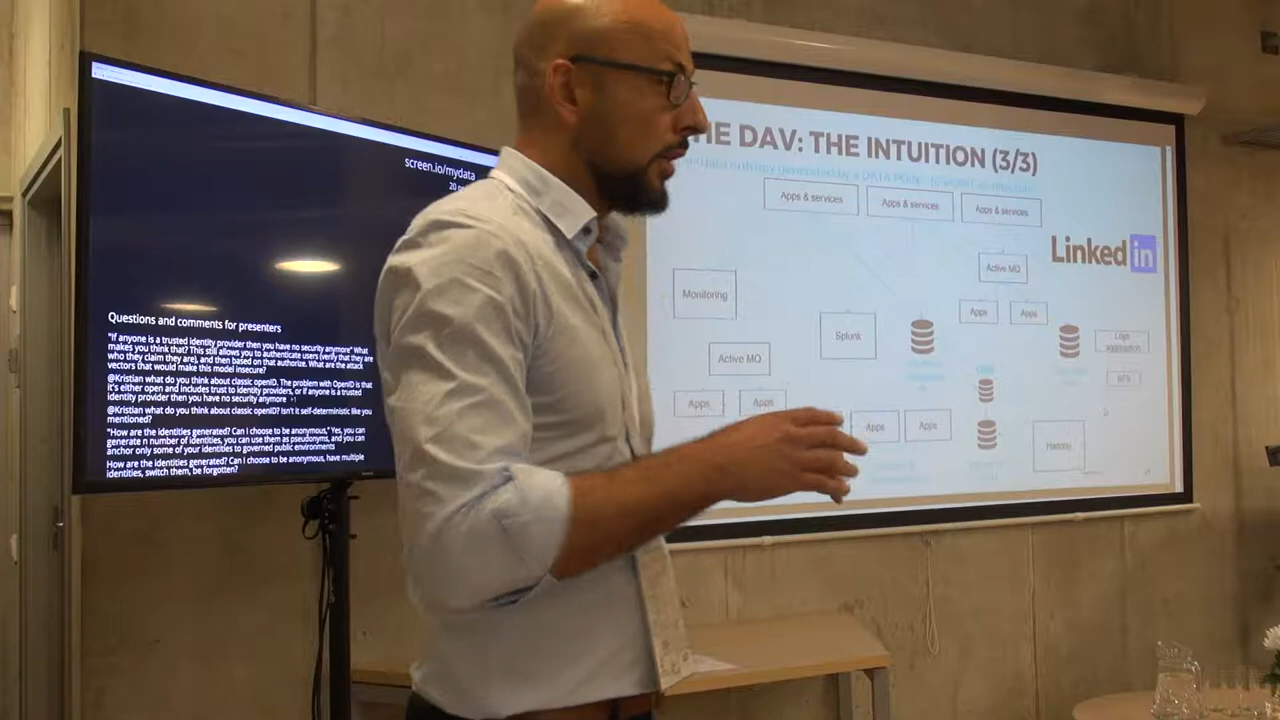 screen.io/mydata
Questions and comments for presenters
"If anyone is a trusted identity provider then you have no security anymore" What
makes you think that? This still allows you to authenticate users (verify that they are
who they claim they are), and then based on that authorize. What are the attack
vectors that would make this model insecure?
@Kristian what do you think about classic openID. The problem with OpenID is that
it's either open and includes trust to identity providers, or if anyone is a trusted
identity provider then you have no security anymore +1
@Kristian what do you think about classic openID? Isn't it self-deterministic like you
mentioned?
"How are the identities generated? Can I choose to be anonymous," Yes, you can
generate n number of identities, you can use them as pseudonyms, and you can
anchor only some of your identities to governed public environments
How are the identities generated? Can I choose to be anonymous, have multiple
identities, switch them, be forgotten?
HE DAV: THE INTUITION (3/3)
data entropy generated by a DATA
Apps & services
Apps & services
Apps & services
Linkedin
Active MQ
Monitoring
Apps
Apps
Splunk
Logs
Active MQ
Apps
Apps
Apps
Apps